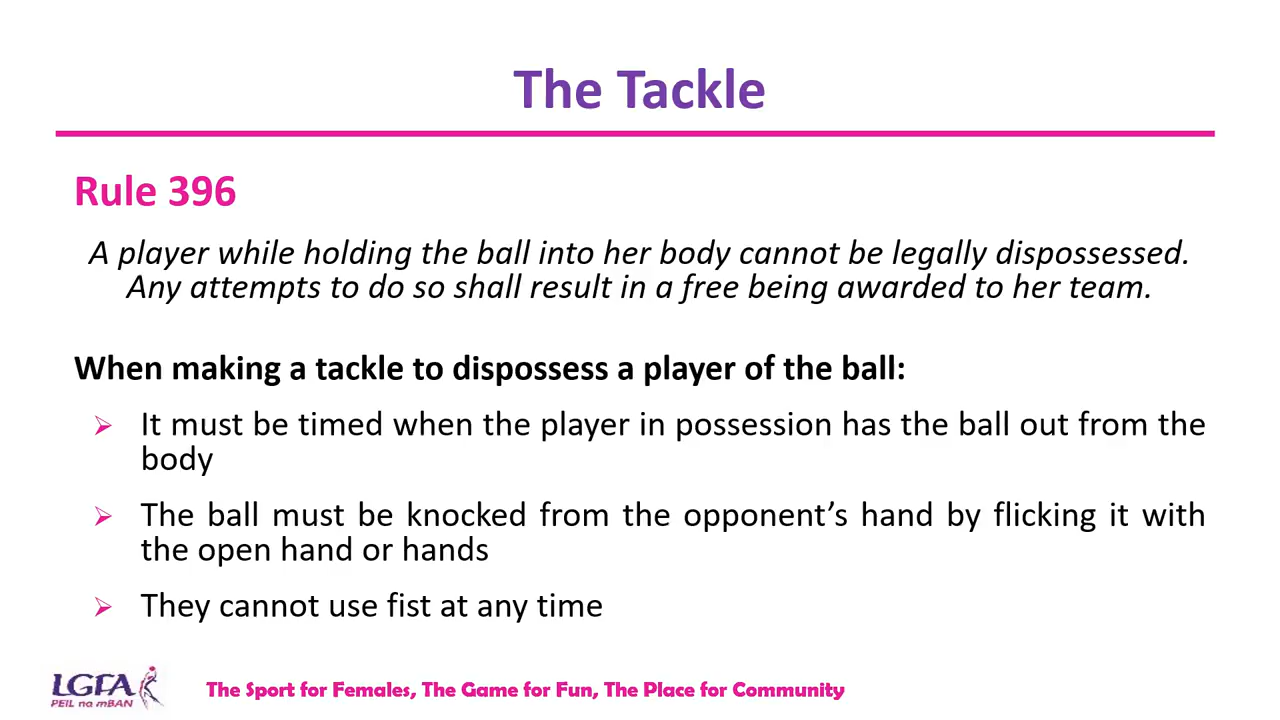 The Tackle
Rule 396
A player while holding the ball into her body cannot be legally dispossessed.
Any attempts to do so shall result in a free being awarded to her team.
When making a tackle to dispossess a player of the ball:
It must be timed when the player in possession has the ball out from the
body
The ball must be knocked from the opponent’s hand by flicking it with
the open hand or hands
They cannot use fist at any time
LGFA
PEIL na mBAN
The Sport for Females, The Game for Fun, The Place for Community